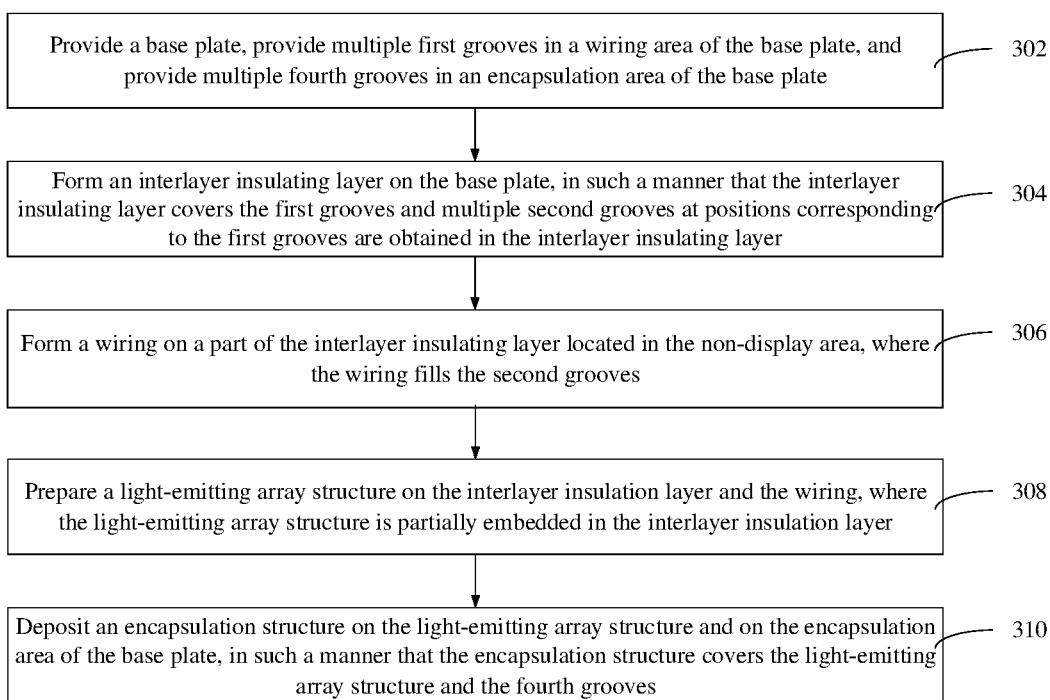 Provide a base plate, provide multiple first grooves in a wiring area of the base plate, and
provide multiple fourth grooves in an encapsulation area of the base plate
302
Form an interlayer insulating layer on the base plate, in such a manner that the interlayer
insulating layer covers the first grooves and multiple second grooves at positions corresponding
to the first grooves are obtained in the interlayer insulating layer
304
Form a wiring on a part of the interlayer insulating layer located in the non-display area, where
the wiring fills the second grooves
306
Prepare a light-emitting array structure on the interlayer insulation layer and the wiring, where
the light-emitting array structure is partially embedded in the interlayer insulation layer
308
Deposit an encapsulation structure on the light-emitting array structure and on the encapsulation
area of the base plate, in such a manner that the encapsulation structure covers the light-emitting
array structure and the fourth grooves
310